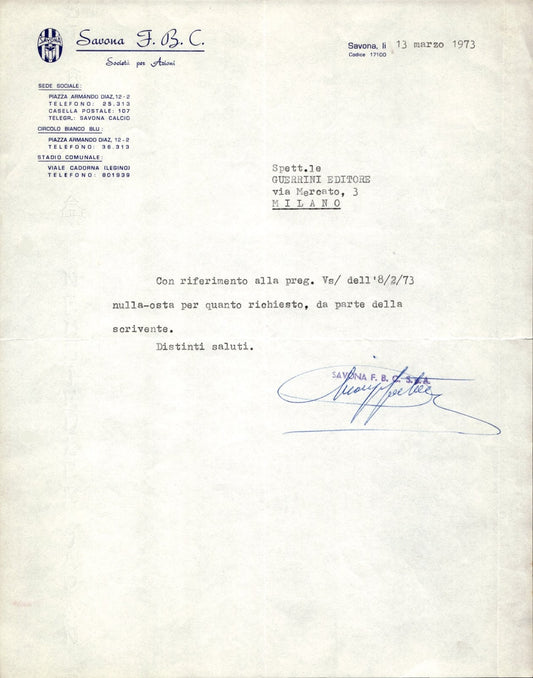 SAVONA
Savona F. B. C.
Società per Azioni
Savona, li 13 marzo 1973
Codice 17100
SEDE SOCIALE:
PIAZZA ARMANDO DIAZ, 12-2
TELEFONO: 25.313
CASELLA POSTALE: 107
TELEGR.: SAVONA CALCIO
CIRCOLO BIANCO BLU:
PIAZZA ARMANDO DIAZ, 12-2
TELEFONO: 36.313
STADIO COMUNALE:
VIALE CADORNA (LEGINO)
TELEFONO: 801939
Spett.le
GUERRINI EDITORE
via Mercato, 3
MILANO
Con riferimento alla preg. Vs/ dell'8/2/73
nulla-osta per quanto richiesto, da parte della
scrivente.
Distinti saluti.
SAVONA F. B. C. S.p.A.